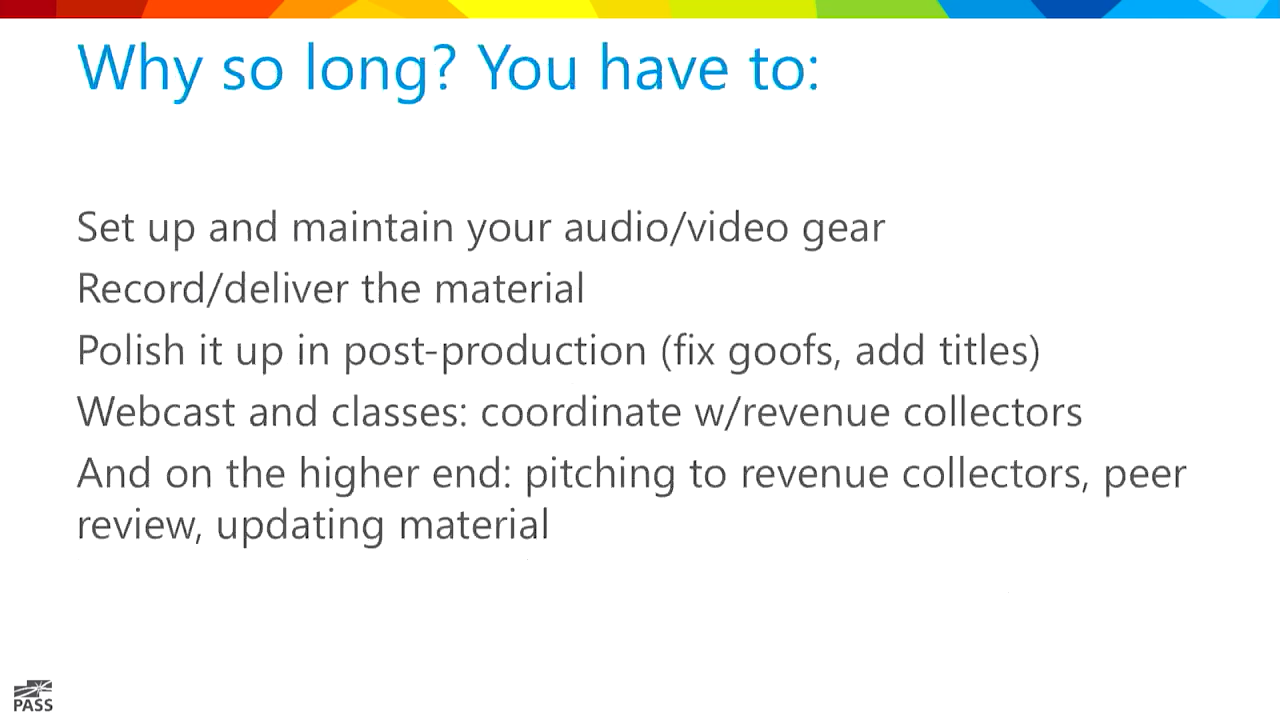 Why so long? You have to:
Set up and maintain your audio/video gear
Record/deliver the material
Polish it up in post-production (fix goofs, add titles)
Webcast and classes: coordinate w/revenue collectors
And on the higher end: pitching to revenue collectors, peer
review, updating material
PASS